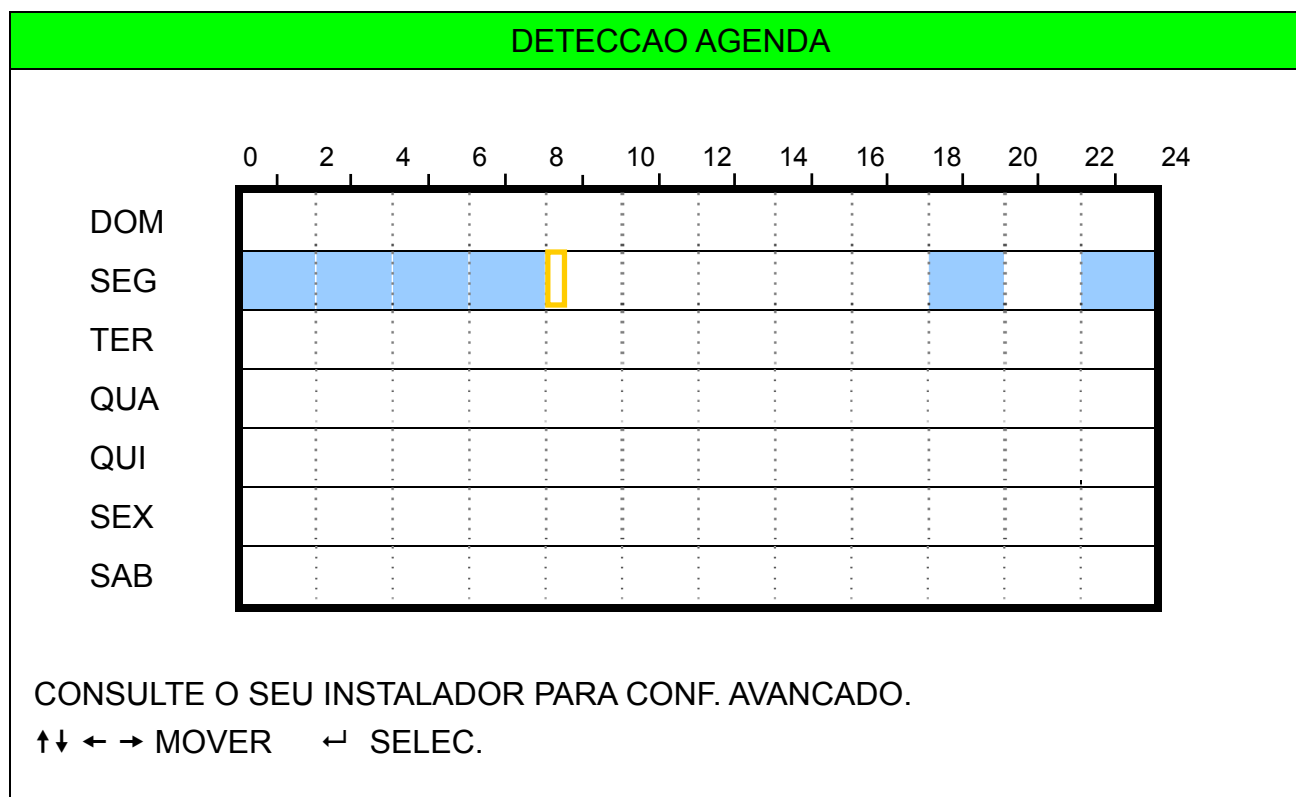 DETECCAO AGENDA
0 2 4 6 8 10 12 14 16 18 20 22 24
DOM
SEG
TER
QUA
QUI
SEX
SAB
CONSULTE O SEU INSTALADOR PARA CONF. AVANCADO.
↑↓ ← → MOVER ↵ SELEC.